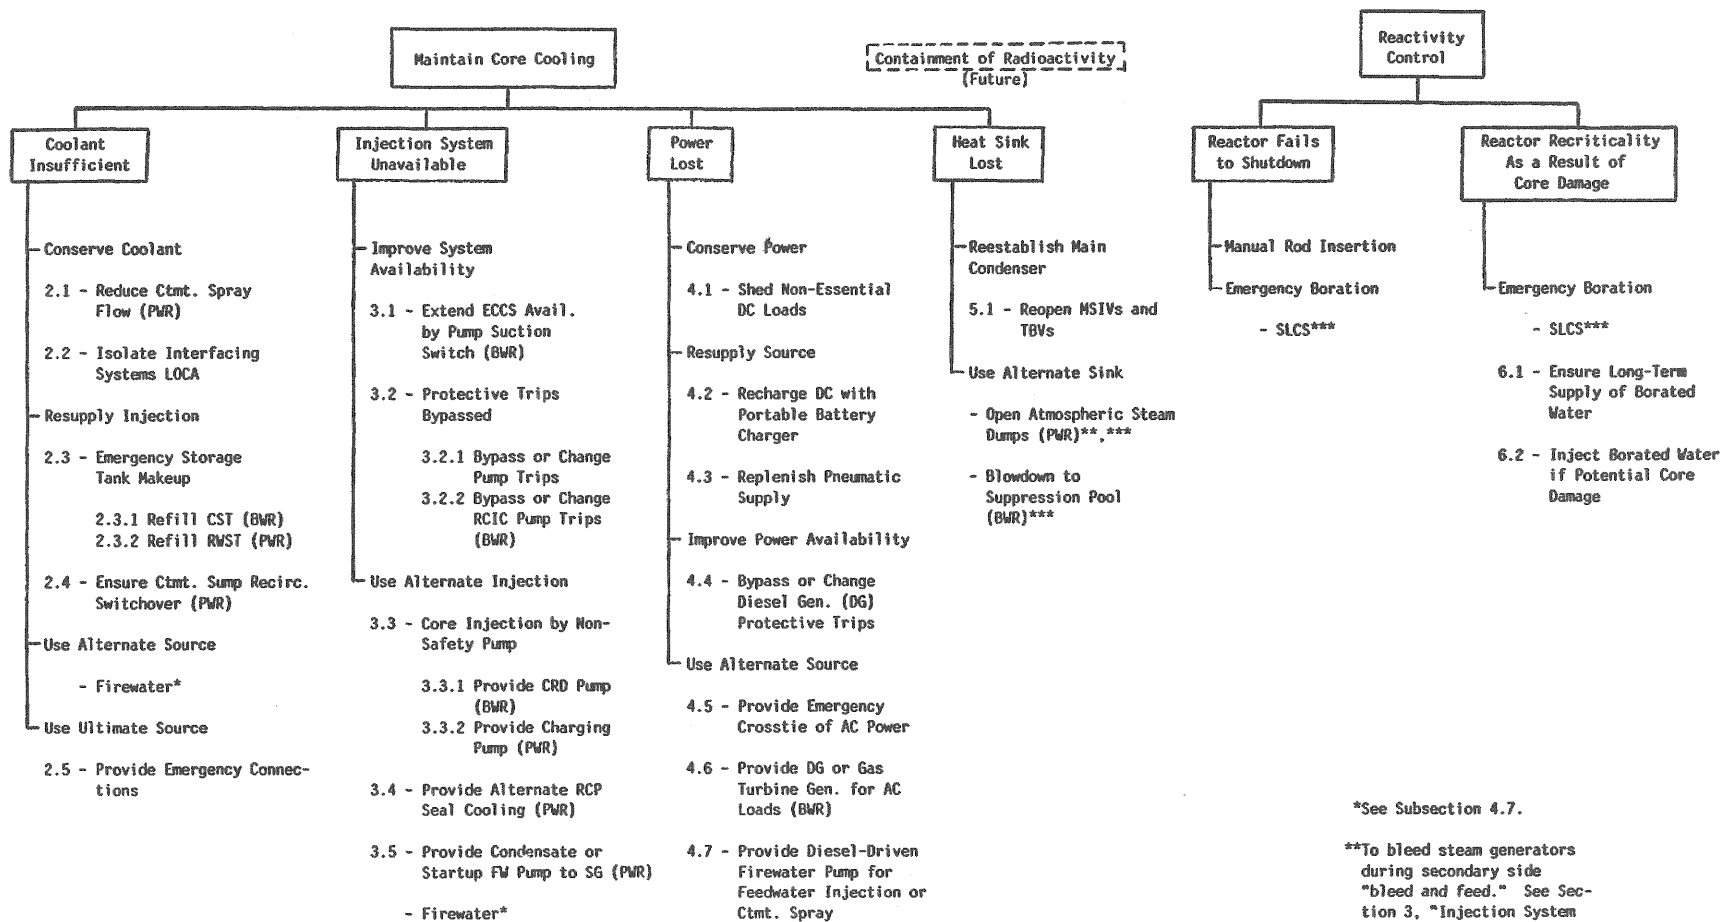 Maintain Core Cooling
Containment of Radioactivity
(Future)
Reactivity
Control
Coolant
Insufficient
Conserve Coolant
2.1 - Reduce Ctmt. Spray
Flow (PWR)
2.2 - Isolate Interfacing
Systems LOCA
Resupply Injection
2.3 - Emergency Storage
Tank Makeup
2.3.1 Refill CST (BWR)
2.3.2 Refill RWST (PWR)
2.4 - Ensure Ctmt. Sump Recirc.
Switchover (PWR)
Use Alternate Source
- Firewater*
Use Ultimate Source
2.5 - Provide Emergency Connec-
tions
Injection System
Unavailable
Improve System
Availability
3.1 - Extend ECCS Avail.
by Pump Suction
Switch (BWR)
3.2 - Protective Trips
Bypassed
3.2.1 Bypass or Change
Pump Trips
3.2.2 Bypass or Change
RCIC Pump Trips
(BWR)
Use Alternate Injection
3.3 - Core Injection by Non-
Safety Pump
3.3.1 Provide CRD Pump
(BWR)
3.3.2 Provide Charging
Pump (PWR)
3.4 - Provide Alternate RCP
Seal Cooling (PWR)
3.5 - Provide Condensate or
Startup FW Pump to SG (PWR)
- Firewater*
Power
Lost
Conserve Power
4.1 - Shed Non-Essential
DC Loads
Resupply Source
4.2 - Recharge DC with
Portable Battery
Charger
4.3 - Replenish Pneumatic
Supply
Improve Power Availability
4.4 - Bypass or Change
Diesel Gen. (DG)
Protective Trips
Use Alternate Source
4.5 - Provide Emergency
Crosstie of AC Power
4.6 - Provide DG or Gas
Turbine Gen. for AC
Loads (BWR)
4.7 - Provide Diesel-Driven
Firewater Pump for
Feedwater Injection or
Ctmt. Spray
Heat Sink
Lost
Reestablish Main
Condenser
5.1 - Reopen MSIVs and
TBVs
Use Alternate Sink
- Open Atmospheric Steam
Dumps (PWR)**,***
- Blowdown to
Suppression Pool
(BWR)***
Reactor Fails
to Shutdown
Manual Rod Insertion
Emergency Boration
- SLCS***
Reactor Recriticality
As a Result of
Core Damage
Emergency Boration
- SLCS***
6.1 - Ensure Long-Term
Supply of Borated
Water
6.2 - Inject Borated Water
if Potential Core
Damage
*See Subsection 4.7.
**To bleed steam generators
during secondary side
"bleed and feed." See Sec-
tion 3, "Injection System